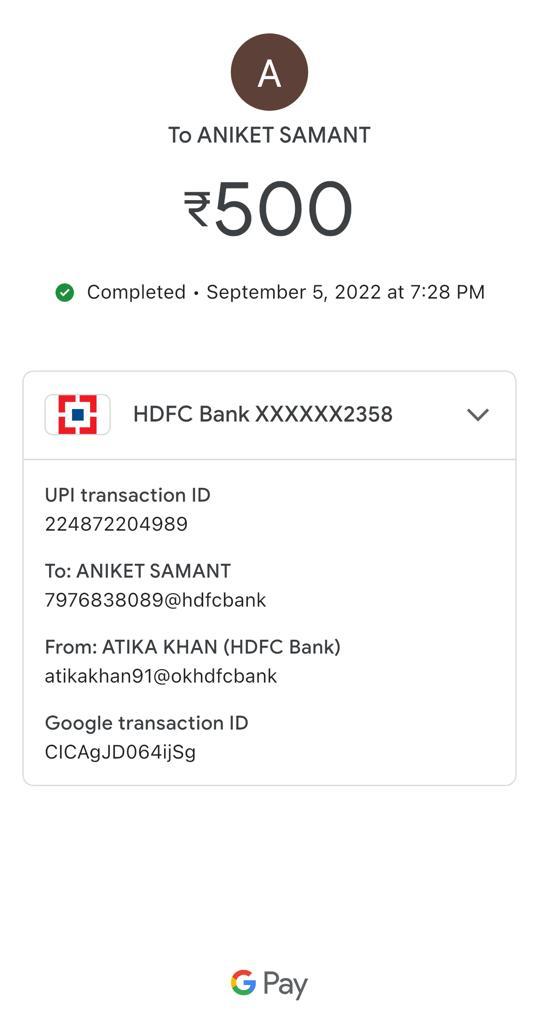 A
To ANIKET SAMANT
₹500
Completed • September 5, 2022 at 7:28 PM
HDFC Bank XXXXXX2358
UPI transaction ID
224872204989
To: ANIKET SAMANT
7976838089@hdfcbank
From: ATIKA KHAN (HDFC Bank)
atikakhan91@okhdfcbank
Google transaction ID
CICAgJD064ijSg
G Pay